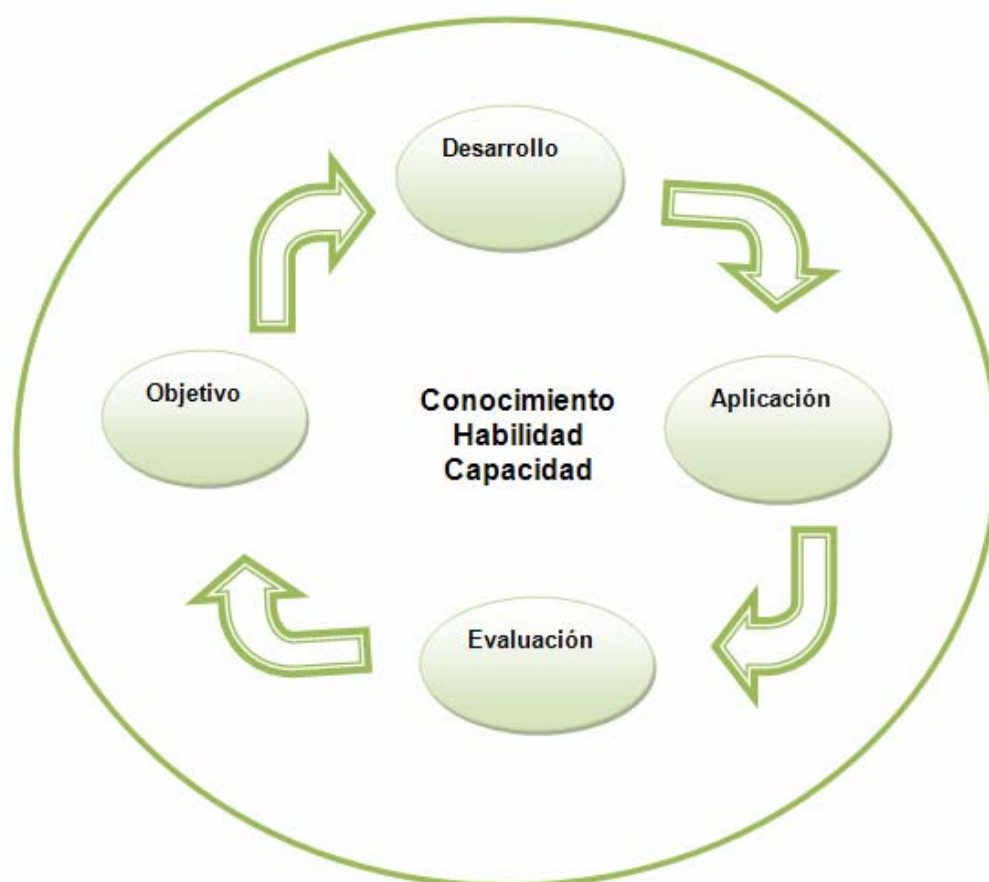 Desarrollo
Objetivo
Aplicación
Conocimiento
Habilidad
Capacidad
Evaluación